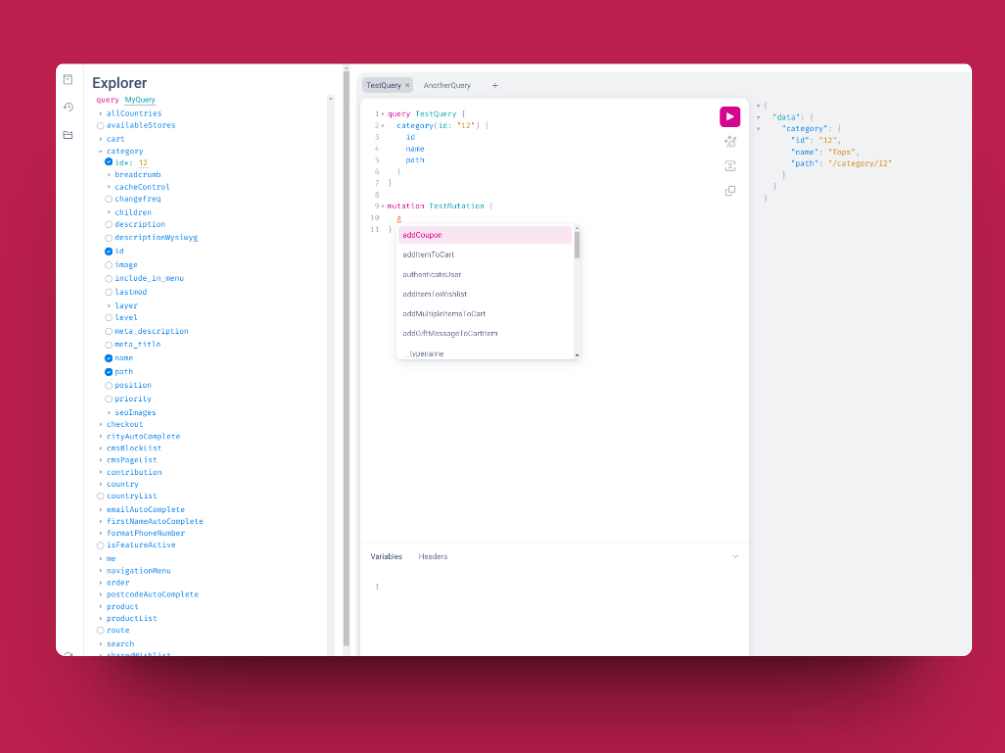 Explorer
query MyQuery
allCountries
availableStores
cart
category
id*: 12
breadcrumb
cacheControl
changefreq
children
description
descriptionWysiwyg
id
image
include_in_menu
lastmod
layer
level
meta_description
meta_title
name
path
position
priority
seoImages
checkout
cityAutoComplete
cmsBlockList
cmsPageList
contribution
country
countryList
emailAutoComplete
firstNameAutoComplete
formatPhoneNumber
isFeatureActive
me
navigationMenu
order
postcodeAutoComplete
product
productList
route
search
sharedWishlist
TestQuery × AnotherQuery +
1 query TestQuery {
2 category(id: "12") {
3 id
4 name
5 path
6 }
7 }
8
9 mutation TestMutation {
10 a
11 }
addCoupon
addItemToCart
authenticateUser
addItemToWishlist
addMultipleItemsToCart
addGiftMessageToCartItem
__typename
Variables Headers
1
{
"data": {
"category": {
"id": "12",
"name": "Tops",
"path": "/category/12"
}
}
}